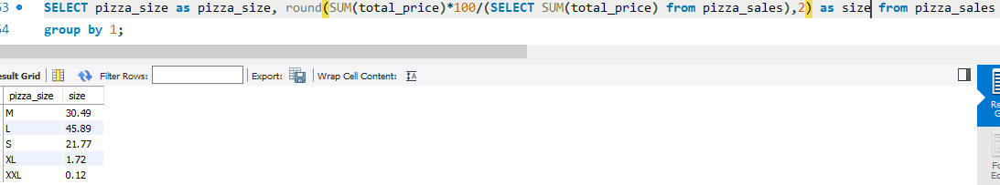 53 SELECT pizza_size as pizza_size, round(SUM(total_price)*100/(SELECT SUM(total_price) from pizza_sales),2) as size from pizza_sales
54 group by 1;
esult Grid Filter Rows: Export: Wrap Cell Content:
pizza_size size
M 30.49
L 45.89
S 21.77
XL 1.72
XXL 0.12
Re
G
Fo
Ed